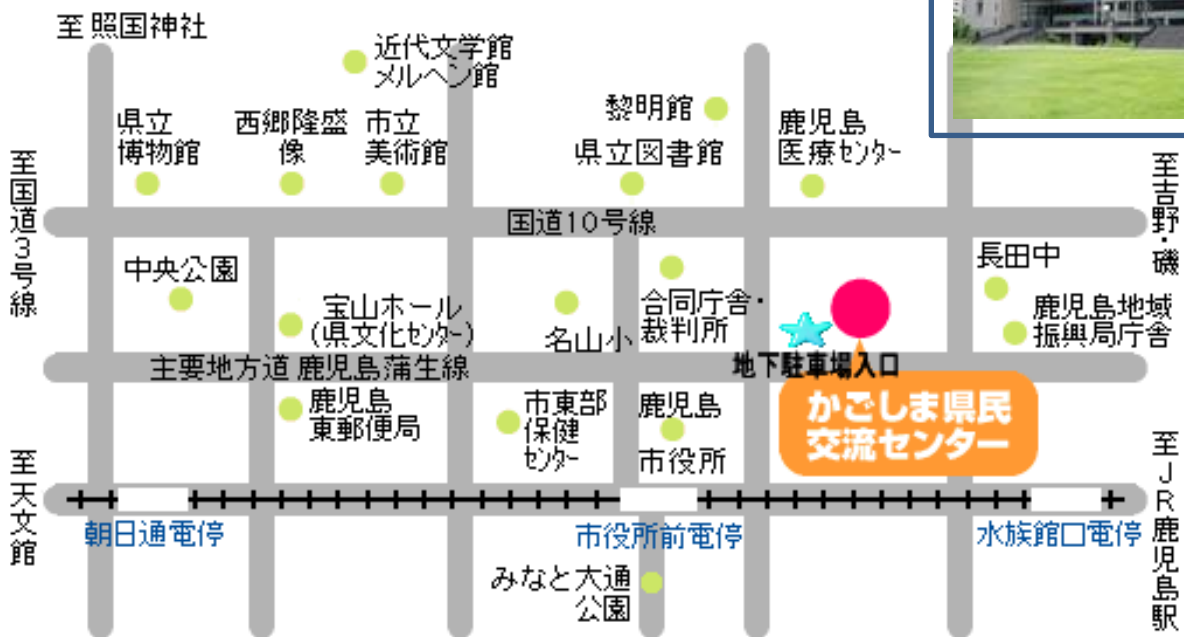 至 照国神社
近代文学館
メルヘン館
黎明館
県立
博物館
西郷隆盛
像
市立
美術館
県立図書館
鹿児島
医療センター
至国道3号線
至吉野・磯
国道10号線
中央公園
宝山ホール
(県文化センター)
名山小
合同庁舎・
裁判所
長田中
鹿児島地域
振興局庁舎
主要地方道 鹿児島蒲生線
地下駐車場入口
かごしま県民
交流センター
鹿児島
東郵便局
市東部
保健
センター
鹿児島
市役所
至天文館
至JR鹿児島駅
朝日通電停
市役所前電停
水族館口電停
みなと大通
公園